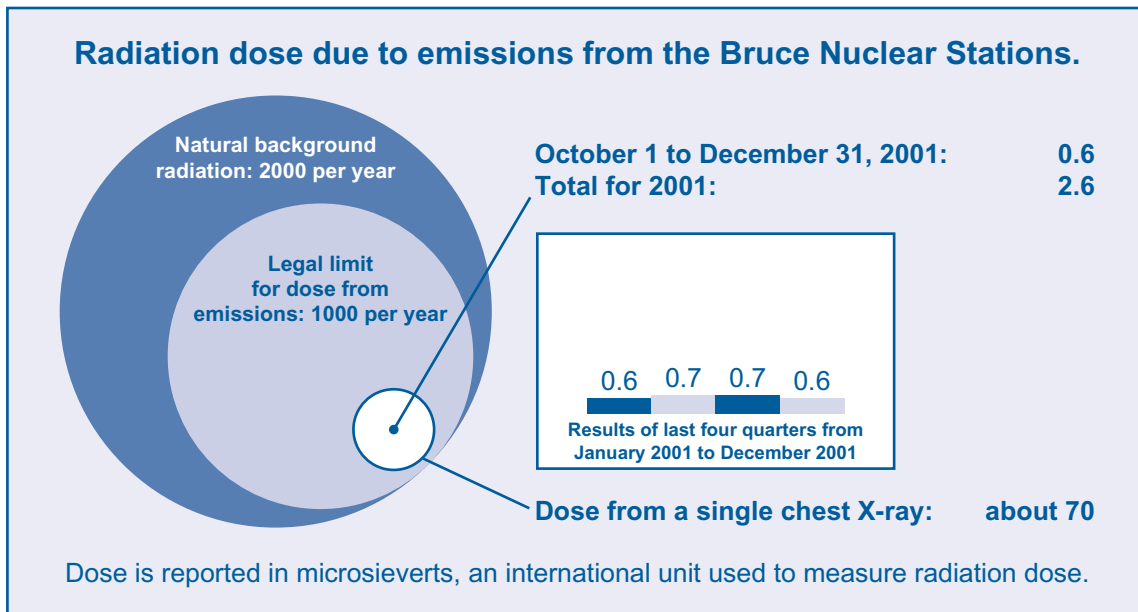 Radiation dose due to emissions from the Bruce Nuclear Stations.
Natural background
radiation: 2000 per year
Legal limit
for dose from
emissions: 1000 per year
October 1 to December 31, 2001: 0.6
Total for 2001: 2.6
0.6 0.7 0.7 0.6
Results of last four quarters from
January 2001 to December 2001
Dose from a single chest X-ray: about 70
Dose is reported in microsieverts, an international unit used to measure radiation dose.